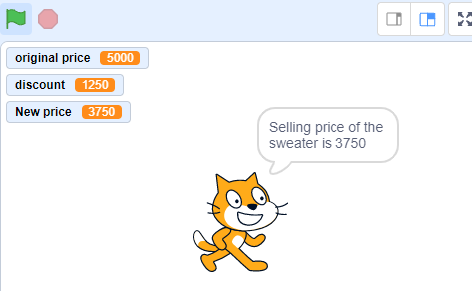 original price 5000
discount 1250
New price 3750
Selling price of the
sweater is 3750